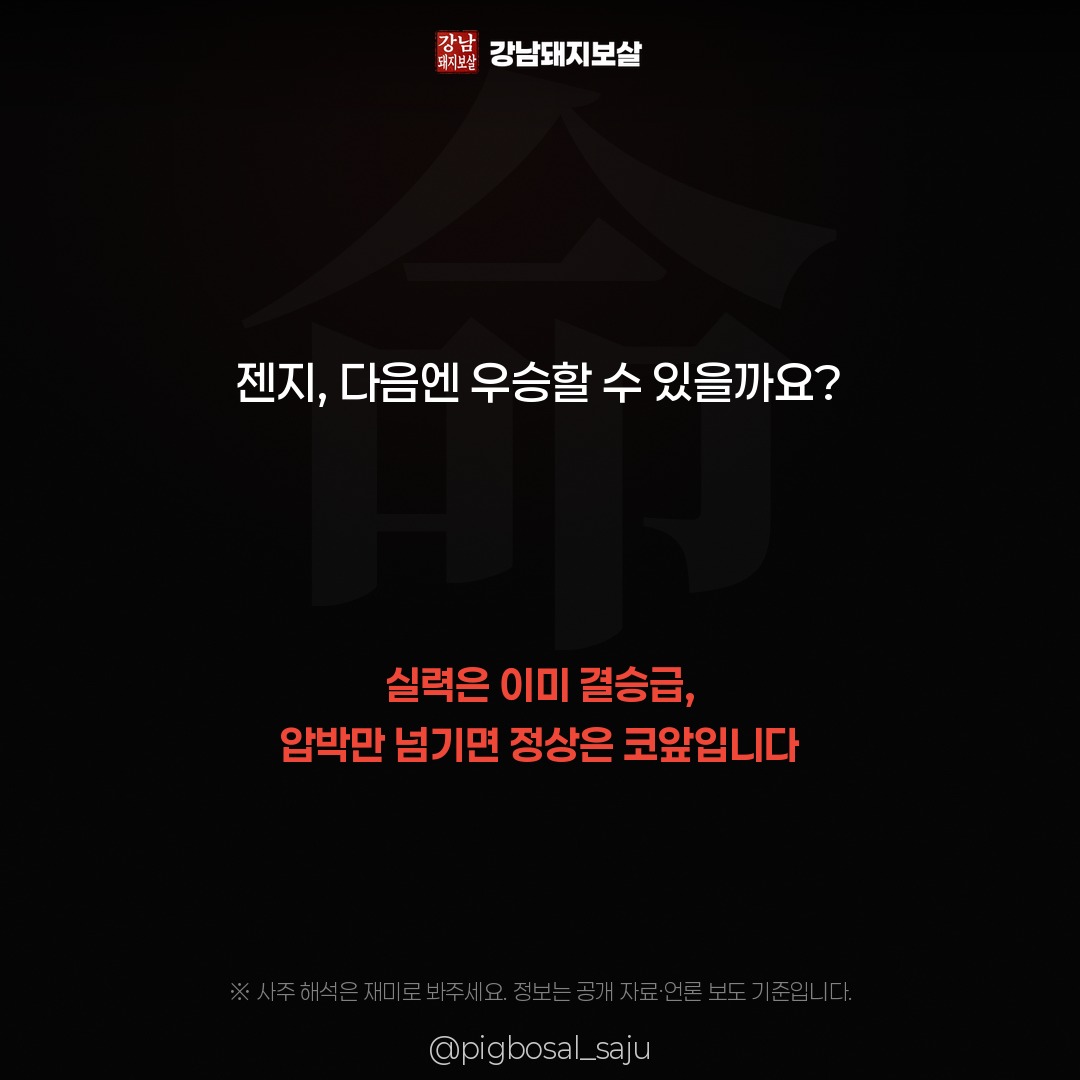 강남
돼지보살
강남돼지보살
命
젠지, 다음엔 우승할 수 있을까요?
실력은 이미 결승급,
압박만 넘기면 정상은 코앞입니다
※ 사주 해석은 재미로 봐주세요. 정보는 공개 자료·언론 보도 기준입니다.
@pigbosal_saju